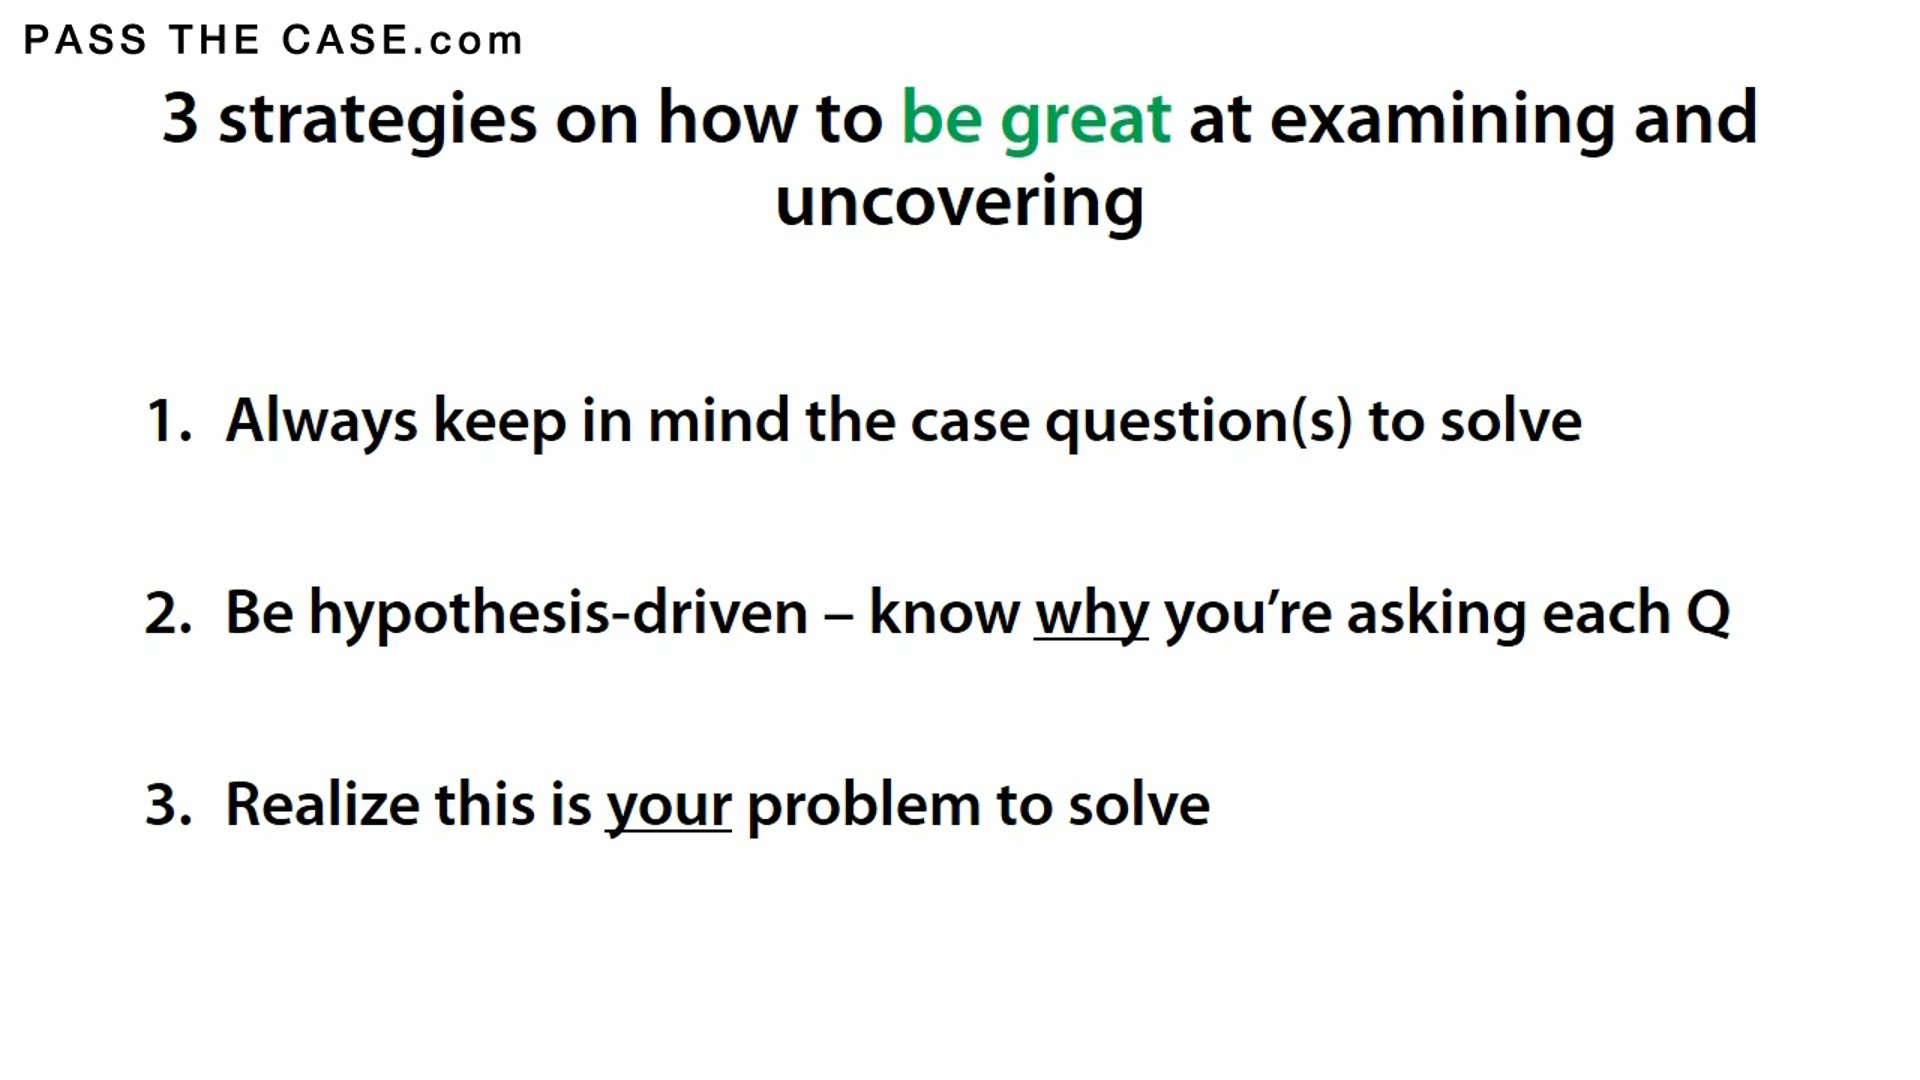 PASS THE CASE.com
3 strategies on how to be great at examining and
uncovering
1. Always keep in mind the case question(s) to solve
2. Be hypothesis-driven – know why you’re asking each Q
3. Realize this is your problem to solve